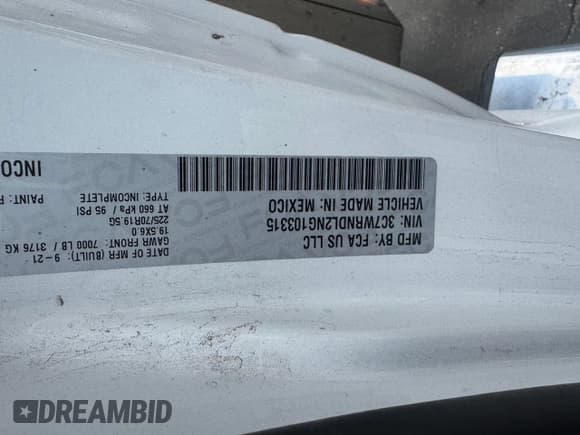 MFD BY: FCA US LLC
VIN: 3C7WRNDL2NG103315
VEHICLE MADE IN: MEXICO
DATE OF MFR (BUILT): 9-21
GAWR FRONT: 7000 LB / 3176 KG
19.5X6.0
225/70R19.5G
AT 660 kPa / 95 PSI
TYPE: INCOMPLETE
PAINT:
INCO
DREAMBID